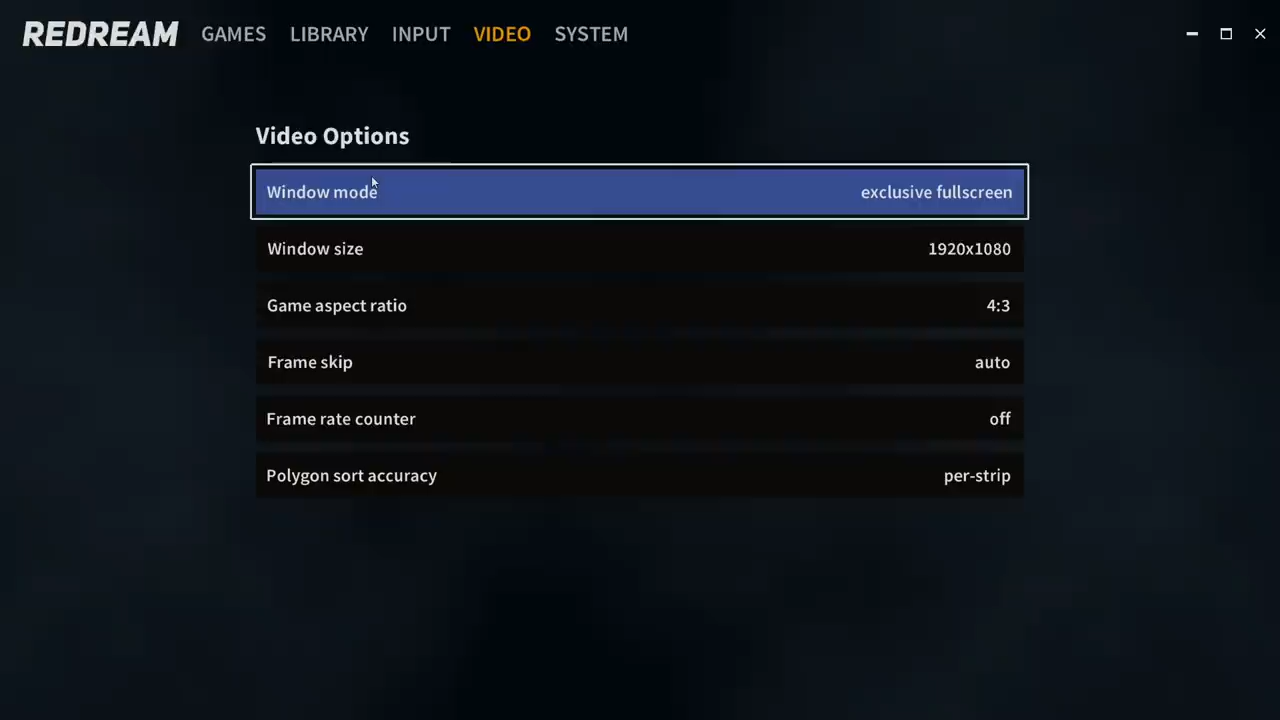 REDREAM GAMES LIBRARY INPUT VIDEO SYSTEM
Video Options
Window mode exclusive fullscreen
Window size 1920x1080
Game aspect ratio 4:3
Frame skip auto
Frame rate counter off
Polygon sort accuracy per-strip